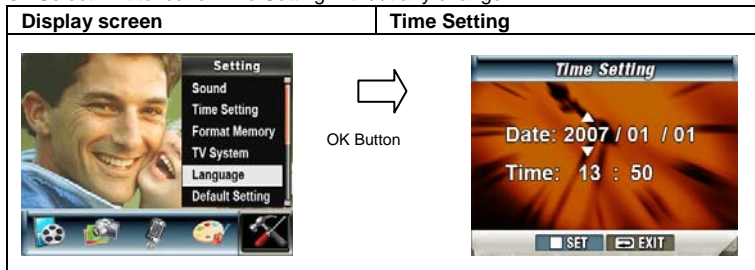 Display screen
Time Setting
Setting
Sound
Time Setting
Format Memory
TV System
Language
Default Setting
OK Button
Time Setting
Date: 2007 / 01 / 01
Time: 13 : 50
SET
EXIT